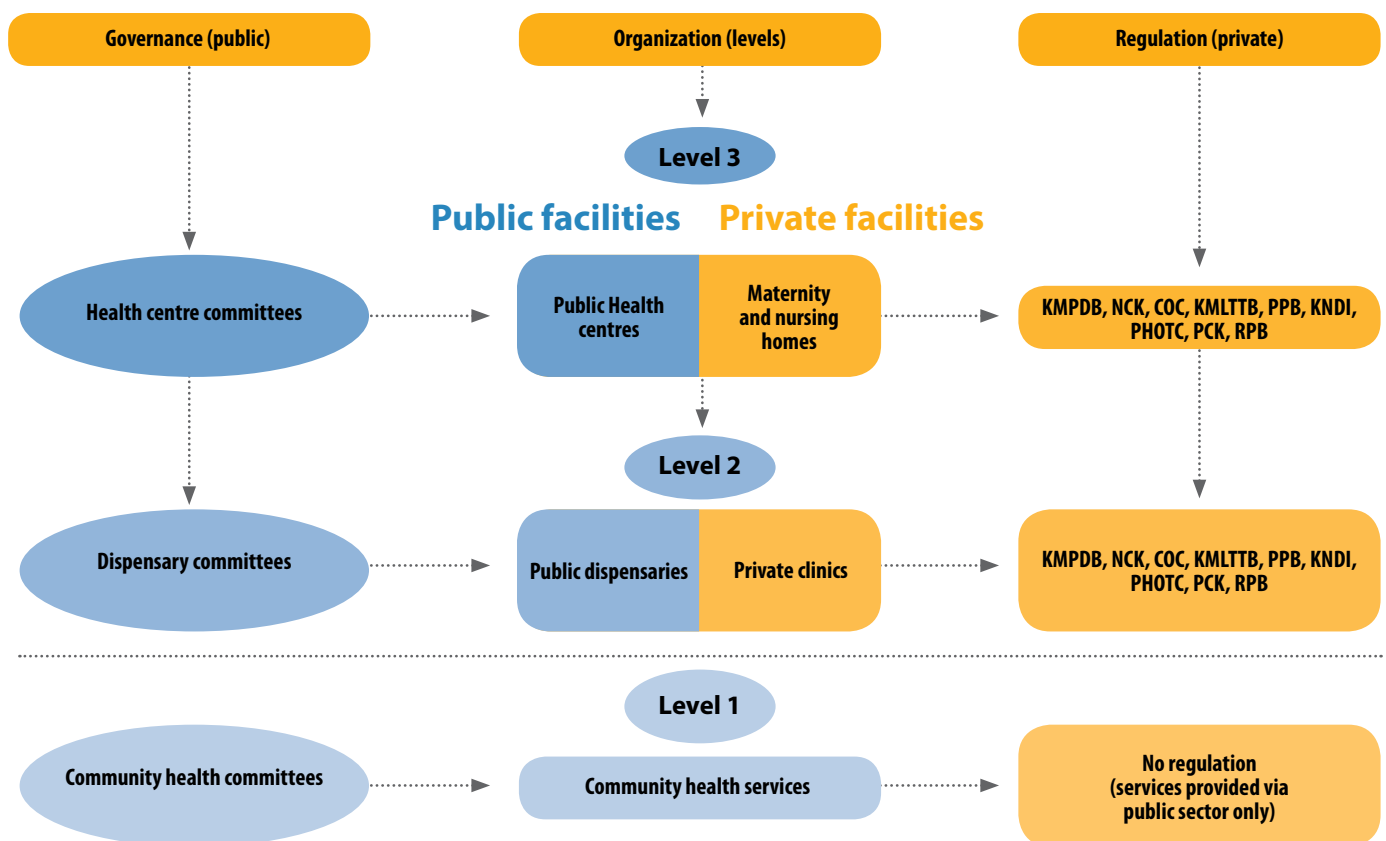 Governance (public)
Organization (levels)
Regulation (private)
Level 3
Public facilities
Private facilities
Health centre committees
Public Health
centres
Maternity
and nursing
homes
KMPDB, NCK, COC, KMLTTB, PPB, KNDI,
PHOTC, PCK, RPB
Level 2
Dispensary committees
Public dispensaries
Private clinics
KMPDB, NCK, COC, KMLTTB, PPB, KNDI,
PHOTC, PCK, RPB
Level 1
Community health committees
Community health services
No regulation
(services provided via
public sector only)